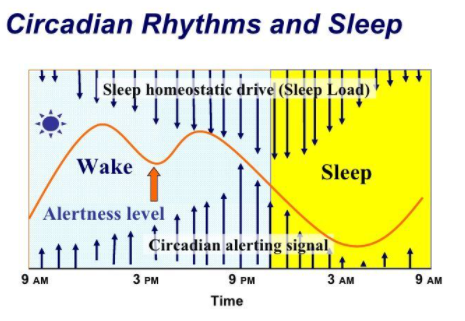 Circadian Rhythms and Sleep
Sleep homeostatic drive (Sleep Load)
Wake
Sleep
Alertness level
Circadian alerting signal
9 AM 3 PM 9 PM 3 AM 9 AM
Time